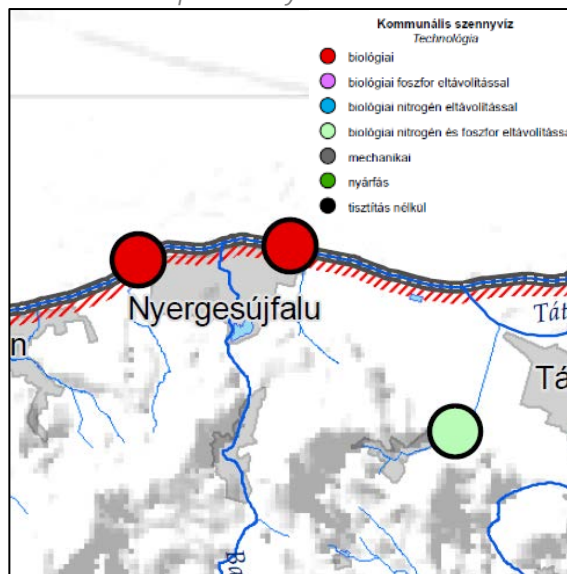 Kommunális szennyvíz
Technológia
biológiai
biológiai foszfor eltávolítással
biológiai nitrogén eltávolítással
biológiai nitrogén és foszfor eltávolítássa
mechanikai
nyárfás
tisztítás nélkül
Nyergesújfalu
Tát
n
Tá
Ba